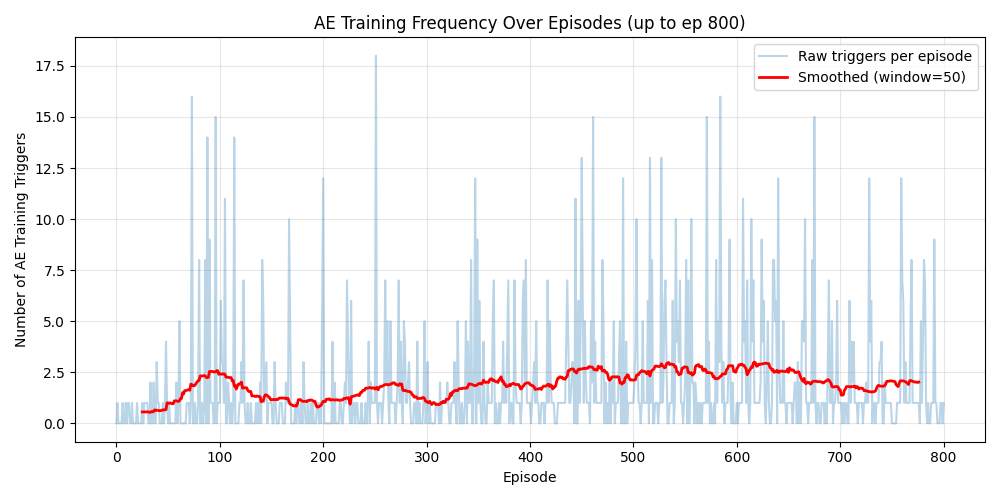 AE Training Frequency Over Episodes (up to ep 800)
Raw triggers per episode
Smoothed (window=50)
Number of AE Training Triggers
17.5
15.0
12.5
10.0
7.5
5.0
2.5
0.0
0 100 200 300 400 500 600 700 800
Episode